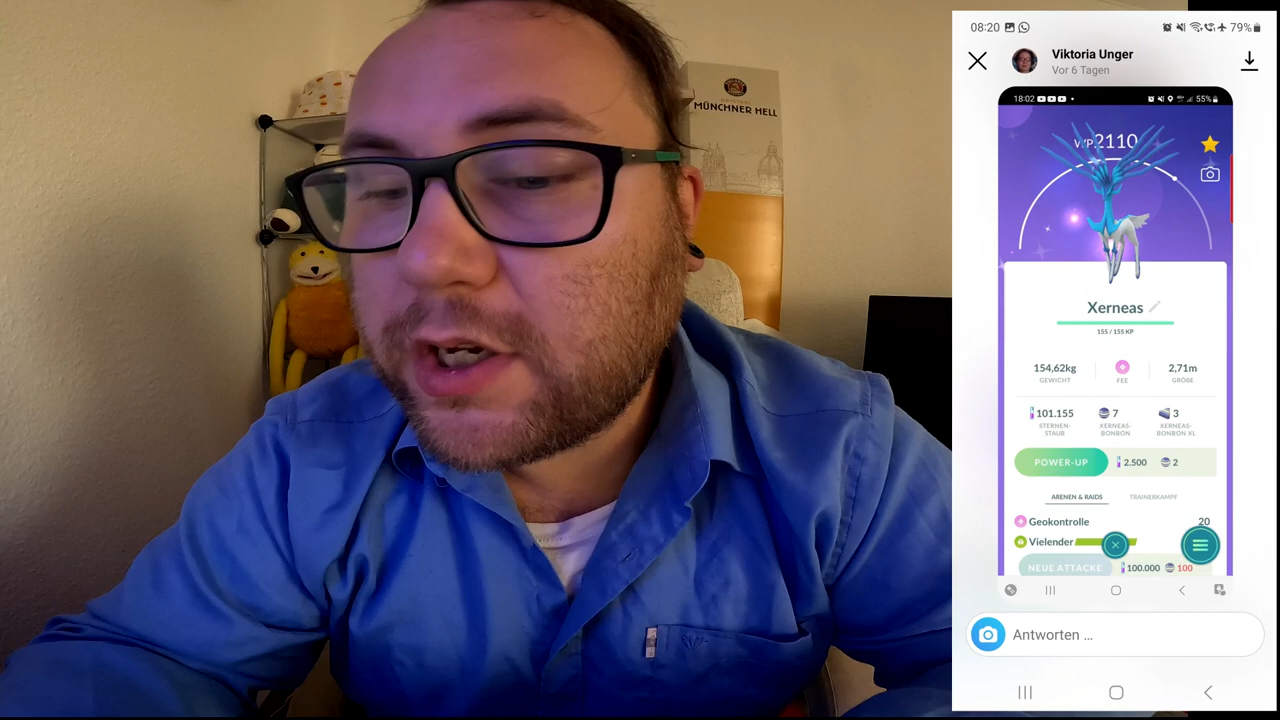 MÜNCHNER HELL
08:20
79%
Viktoria Unger
Vor 6 Tagen
18:02
55%
WP2110
Xerneas
155 / 155 KP
154,62kg
GEWICHT
FEE
2,71m
GRÖßE
101.155
STERNEN-
STAUB
7
XERNEAS-
BONBON
3
XERNEAS-
BONBON XL
POWER-UP
2.500
2
ARENEN & RAIDS
TRAINERKAMPF
Geokontrolle
20
Vielender
NEUE ATTACKE
100.000
100
Antworten ...